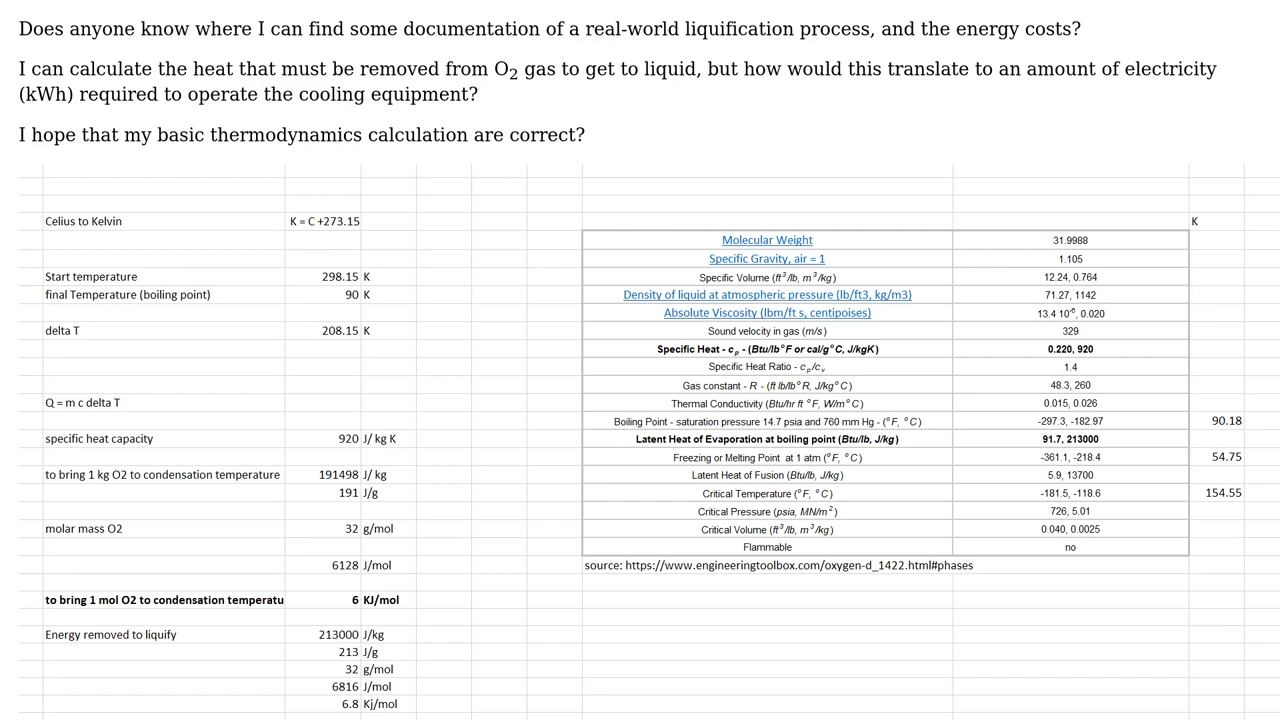 Does anyone know where I can find some documentation of a real-world liquification process, and the energy costs?
I can calculate the heat that must be removed from O2 gas to get to liquid, but how would this translate to an amount of electricity
(kWh) required to operate the cooling equipment?
I hope that my basic thermodynamics calculation are correct?
Celius to Kelvin K = C +273.15
Start temperature 298.15 K
final Temperature (boiling point) 90 K
delta T 208.15 K
Q = m c delta T
specific heat capacity 920 J/ kg K
to bring 1 kg O2 to condensation temperature 191498 J/ kg
191 J/g
molar mass O2 32 g/mol
6128 J/mol
to bring 1 mol O2 to condensation temperatu 6 KJ/mol
Energy removed to liquify 213000 J/kg
213 J/g
32 g/mol
6816 J/mol
6.8 Kj/mol
K
Molecular Weight 31.9988
Specific Gravity, air = 1 1.105
Specific Volume (ft3/lb, m3/kg) 12.24, 0.764
Density of liquid at atmospheric pressure (lb/ft3, kg/m3) 71.27, 1142
Absolute Viscosity (lbm/ft s, centipoises) 13.4 10-6, 0.020
Sound velocity in gas (m/s) 329
Specific Heat - cp - (Btu/lb°F or cal/g°C, J/kgK) 0.220, 920
Specific Heat Ratio - cp/cv 1.4
Gas constant - R - (ft lb/lb°R, J/kg°C) 48.3, 260
Thermal Conductivity (Btu/hr ft °F, W/m°C) 0.015, 0.026
Boiling Point - saturation pressure 14.7 psia and 760 mm Hg - (°F, °C) -297.3, -182.97 90.18
Latent Heat of Evaporation at boiling point (Btu/lb, J/kg) 91.7, 213000
Freezing or Melting Point at 1 atm (°F, °C) -361.1, -218.4 54.75
Latent Heat of Fusion (Btu/lb, J/kg) 5.9, 13700
Critical Temperature (°F, °C) -181.5, -118.6 154.55
Critical Pressure (psia, MN/m2) 726, 5.01
Critical Volume (ft3/lb, m3/kg) 0.040, 0.0025
Flammable no
source: https://www.engineeringtoolbox.com/oxygen-d_1422.html#phases